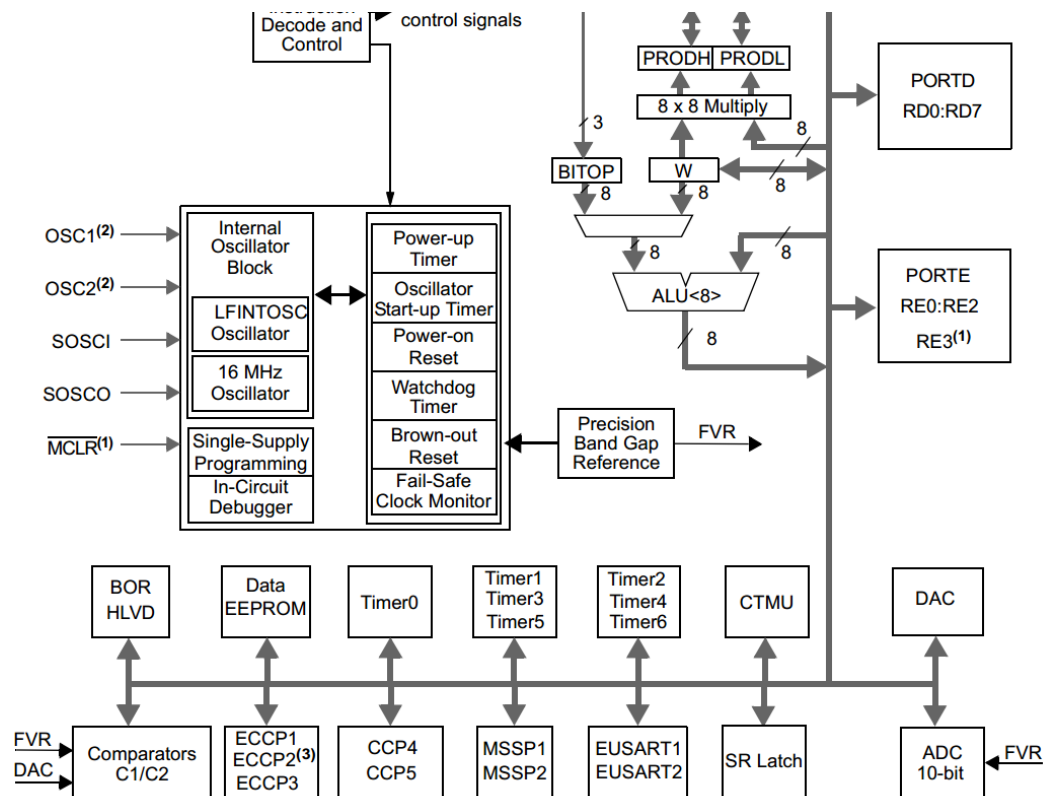 Instruction
Decode and
Control
control signals
PRODH
PRODL
8 x 8 Multiply
3
8
BITOP
W
8
8
8
8
8
ALU<8>
8
PORTD
RD0:RD7
PORTE
RE0:RE2
RE3(1)
OSC1(2)
OSC2(2)
SOSCI
SOSCO
MCLR(1)
Internal
Oscillator
Block
LFINTOSC
Oscillator
16 MHz
Oscillator
Single-Supply
Programming
In-Circuit
Debugger
Power-up
Timer
Oscillator
Start-up Timer
Power-on
Reset
Watchdog
Timer
Brown-out
Reset
Fail-Safe
Clock Monitor
Precision
Band Gap
Reference
FVR
BOR
HLVD
Data
EEPROM
Timer0
Timer1
Timer3
Timer5
Timer2
Timer4
Timer6
CTMU
DAC
FVR
DAC
Comparators
C1/C2
ECCP1
ECCP2(3)
ECCP3
CCP4
CCP5
MSSP1
MSSP2
EUSART1
EUSART2
SR Latch
ADC
10-bit
FVR